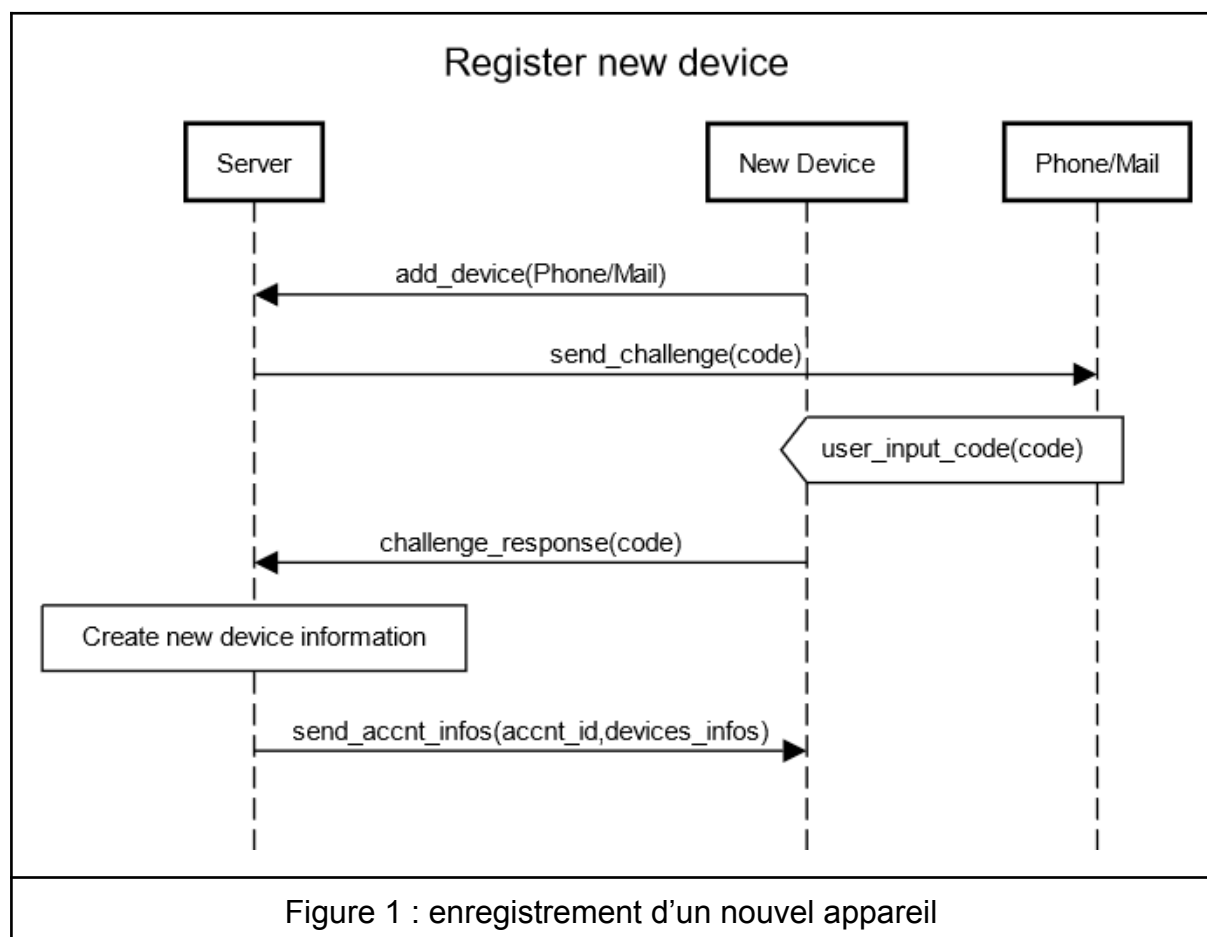 Register new device
Server
New Device
Phone/Mail
add_device(Phone/Mail)
send_challenge(code)
user_input_code(code)
challenge_response(code)
Create new device information
send_accnt_infos(accnt_id,devices_infos)
Figure 1 : enregistrement d’un nouvel appareil